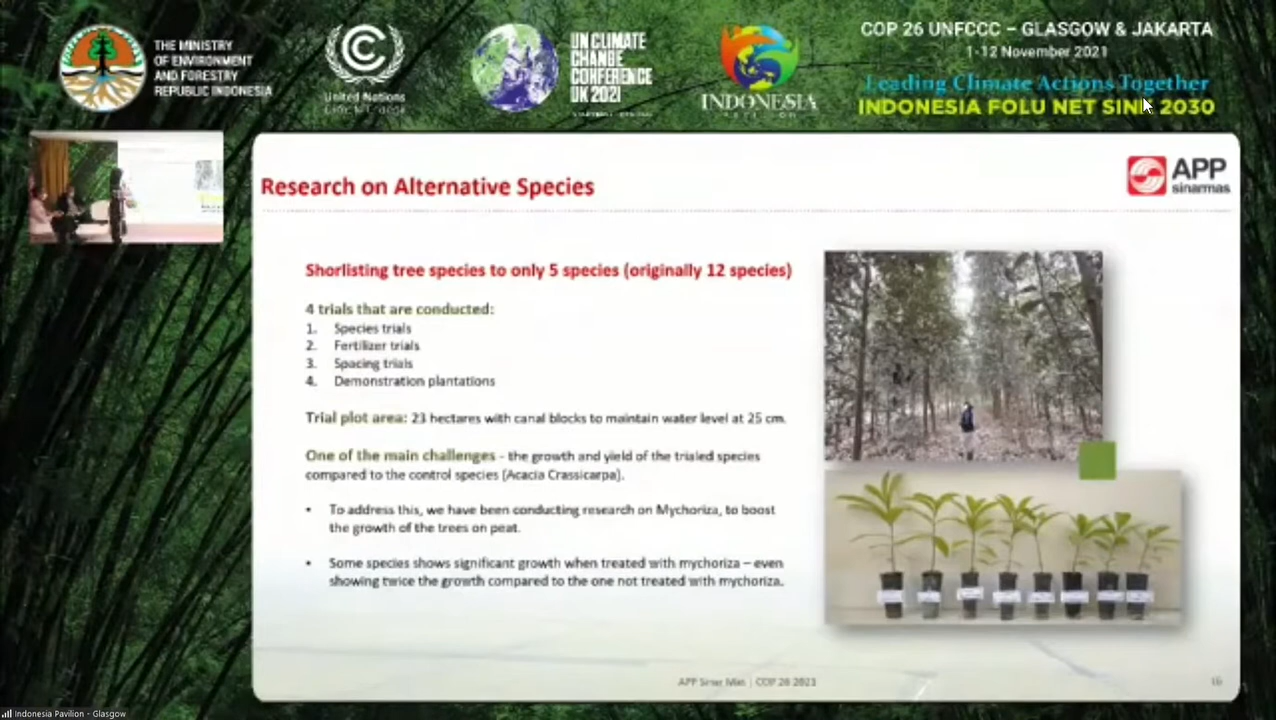 THE MINISTRY
OF ENVIRONMENT
AND FORESTRY
REPUBLIC INDONESIA
United Nations
Climate Change
UN CLIMATE
CHANGE
CONFERENCE
UK 2021
INDONESIA
COP 26 UNFCCC – GLASGOW & JAKARTA
1-12 November 2021
Leading Climate Actions Together
INDONESIA FOLU NET SINK 2030
Research on Alternative Species
APP
sinarmas
Shorlisting tree species to only 5 species (originally 12 species)
4 trials that are conducted:
1. Species trials
2. Fertilizer trials
3. Spacing trials
4. Demonstration plantations
Trial plot area: 23 hectares with canal blocks to maintain water level at 25 cm.
One of the main challenges - the growth and yield of the trialed species
compared to the control species (Acacia Crassicarpa).
• To address this, we have been conducting research on Mychoriza, to boost
the growth of the trees on peat.
• Some species shows significant growth when treated with mychoriza – even
showing twice the growth compared to the one not treated with mychoriza.
APP Sinar Mas | COP 26 2021
Indonesia Pavilion - Glasgow